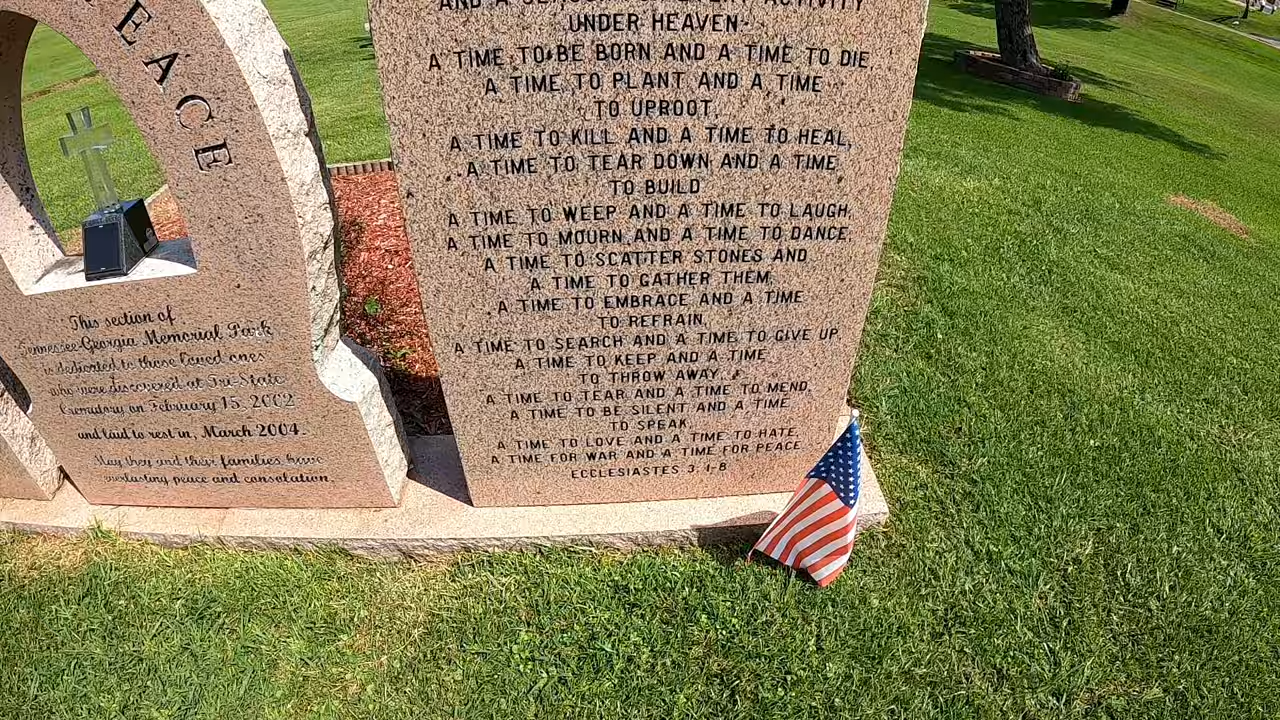 PEACE
This section of
Tennessee-Georgia Memorial Park
is dedicated to those loved ones
who were discovered at Tri-State
Crematory on February 15, 2002
and laid to rest in, March 2004.
May they and their families have
everlasting peace and consolation.
AND A SEASON FOR EVERY ACTIVITY
UNDER HEAVEN-
A TIME TO BE BORN AND A TIME TO DIE
A TIME TO PLANT AND A TIME
TO UPROOT,
A TIME TO KILL AND A TIME TO HEAL,
A TIME TO TEAR DOWN AND A TIME
TO BUILD
A TIME TO WEEP AND A TIME TO LAUGH,
A TIME TO MOURN AND A TIME TO DANCE,
A TIME TO SCATTER STONES AND
A TIME TO GATHER THEM,
A TIME TO EMBRACE AND A TIME
TO REFRAIN,
A TIME TO SEARCH AND A TIME TO GIVE UP
A TIME TO KEEP AND A TIME
TO THROW AWAY,
A TIME TO TEAR AND A TIME TO MEND,
A TIME TO BE SILENT AND A TIME
TO SPEAK,
A TIME TO LOVE AND A TIME TO HATE,
A TIME FOR WAR AND A TIME FOR PEACE
ECCLESIASTES 3,1-8